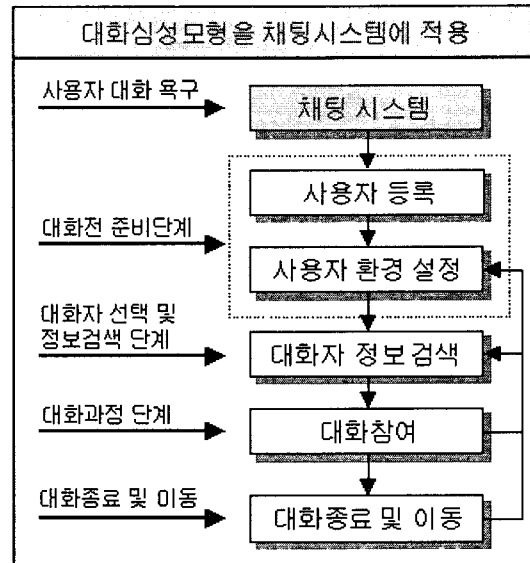 대화심성모형을 채팅시스템에 적용
사용자 대화 욕구
채팅 시스템
사용자 등록
대화전 준비단계
사용자 환경 설정
대화자 선택 및
정보검색 단계
대화자 정보검색
대화과정 단계
대화참여
대화종료 및 이동
대화종료 및 이동